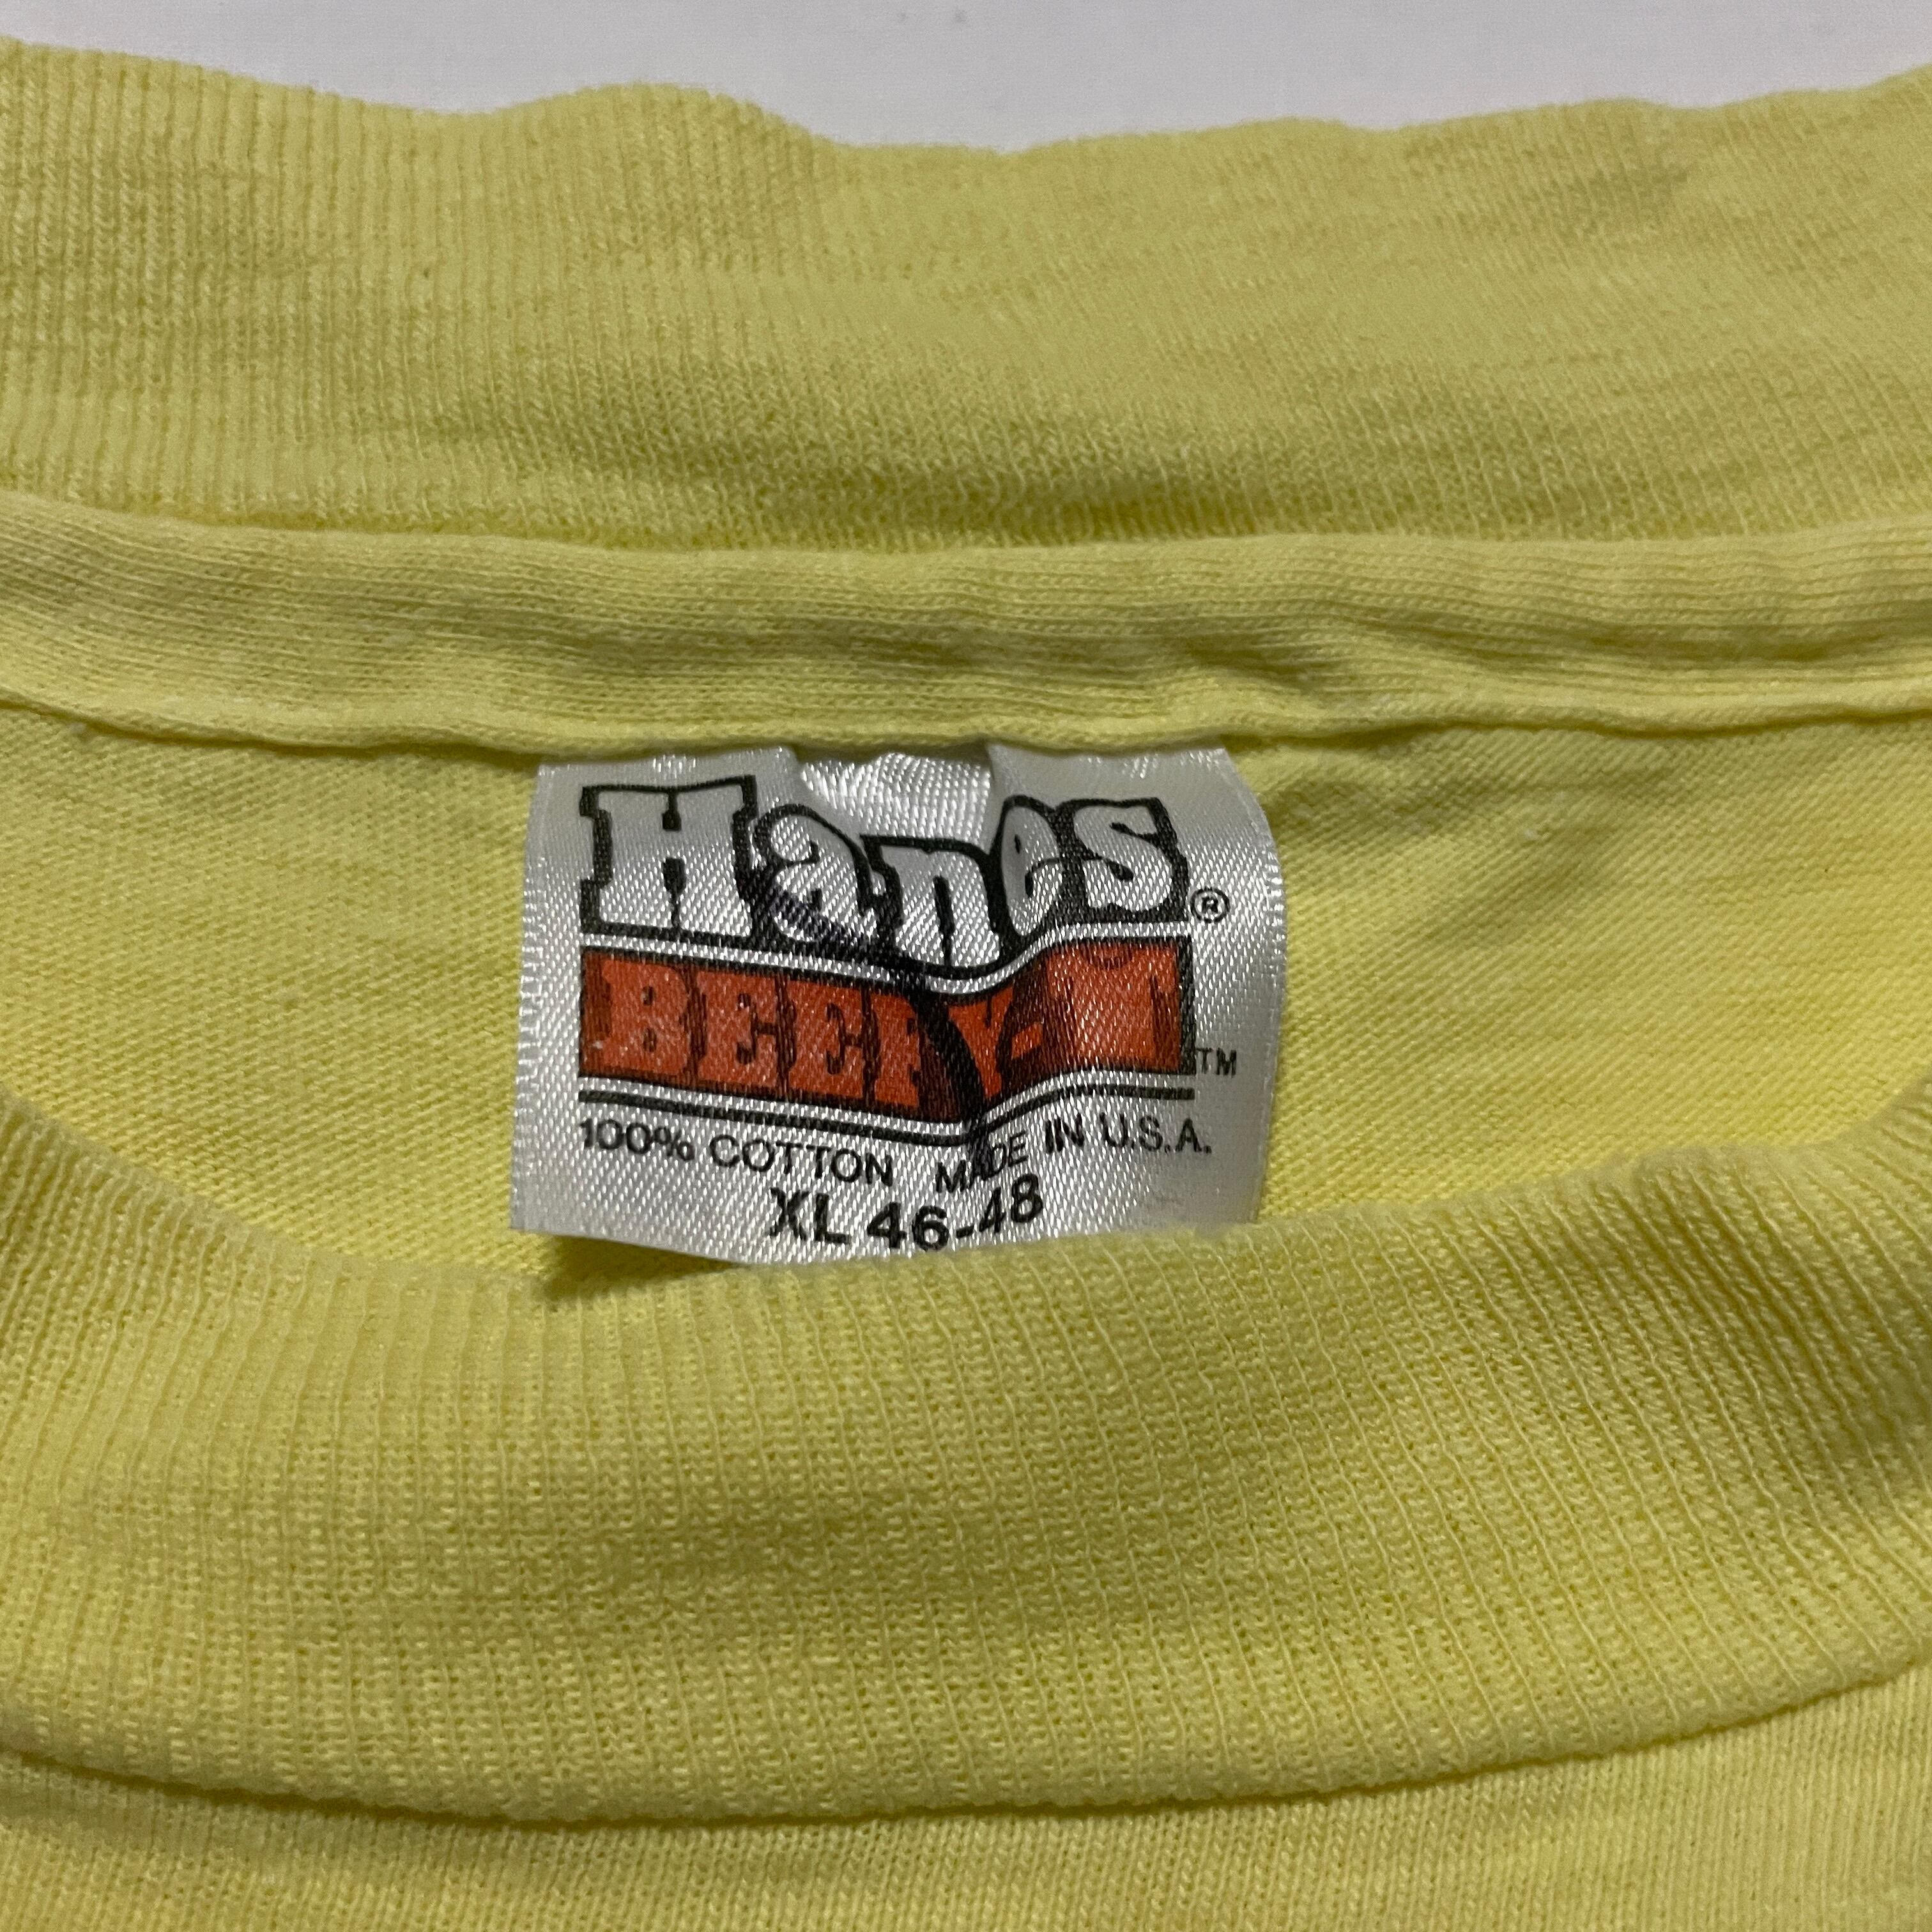 Hanes®
BEEFY-T™
100% COTTON MADE IN U.S.A.
XL 46-48